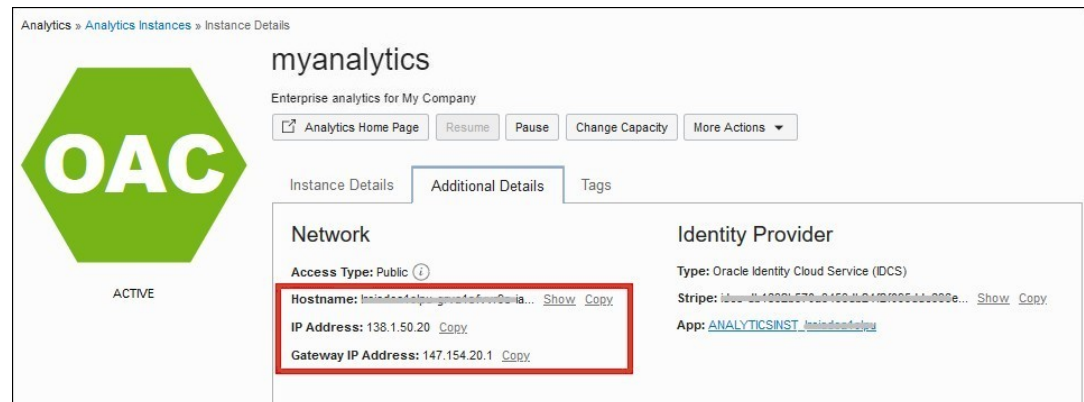 Analytics » Analytics Instances » Instance Details
myanalytics
Enterprise analytics for My Company
Analytics Home Page Resume Pause Change Capacity More Actions
OAC
ACTIVE
Instance Details Additional Details Tags
Network
Access Type: Public i
Hostname: Show Copy
IP Address: 138.1.50.20 Copy
Gateway IP Address: 147.154.20.1 Copy
Identity Provider
Type: Oracle Identity Cloud Service (IDCS)
Stripe: Show Copy
App: ANALYTICSINST_